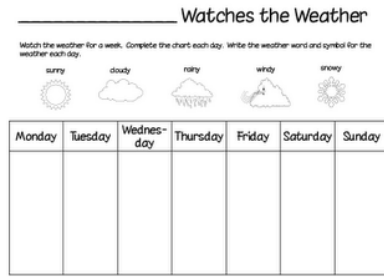 ________________ Watches the Weather
Watch the weather for a week. Complete the chart each day. Write the weather word and symbol for the
weather each day.
sunny cloudy rainy windy snowy
Monday Tuesday Wednes-
day Thursday Friday Saturday Sunday